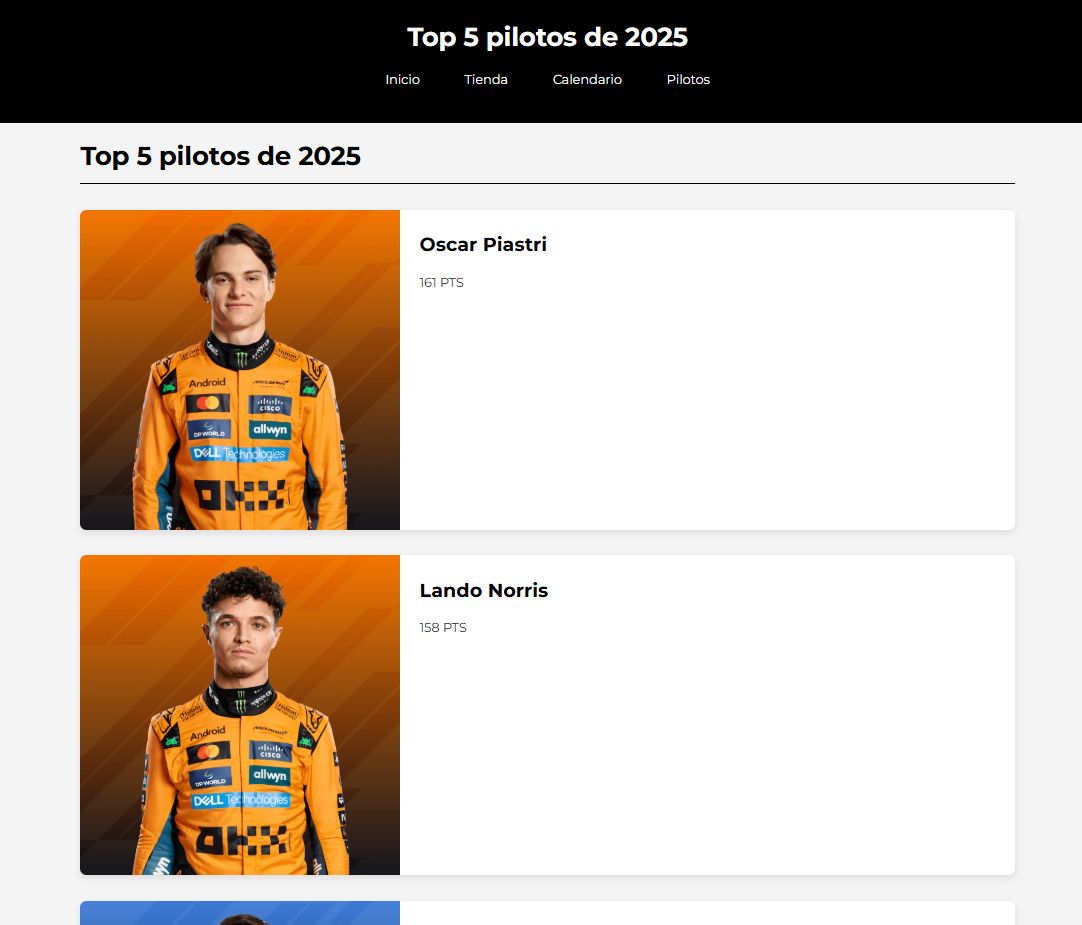 Top 5 pilotos de 2025
Inicio Tienda Calendario Pilotos
Top 5 pilotos de 2025
Oscar Piastri
161 PTS
Android
McLaren
CISCO
DP WORLD
allwyn
DELL Technologies
OKX
Lando Norris
158 PTS
Android
McLaren
CISCO
DP WORLD
allwyn
DELL Technologies
OKX